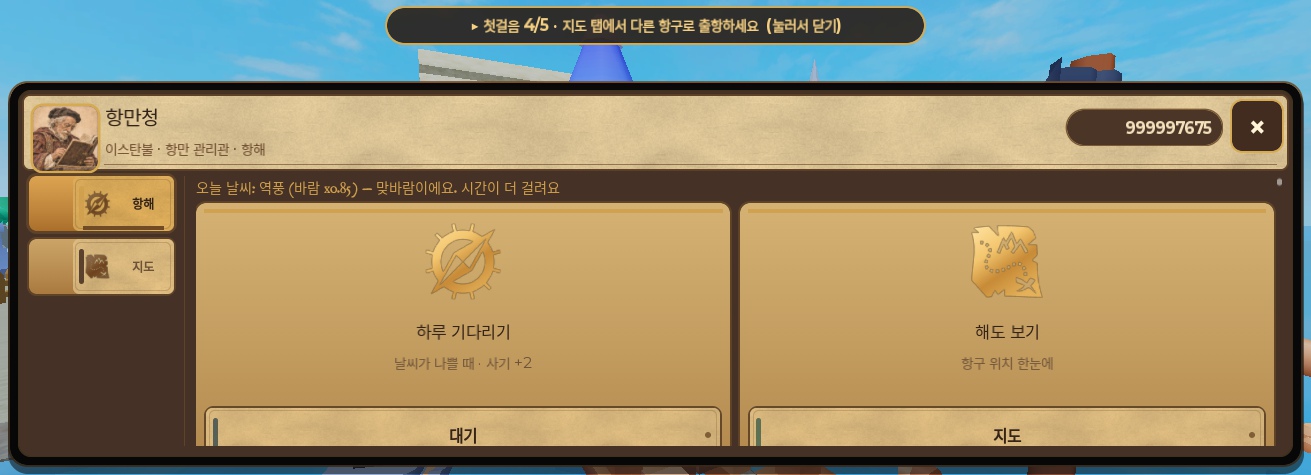 ▸ 첫걸음 4/5 · 지도 탭에서 다른 항구로 출항하세요 (눌러서 닫기)
항만청
이스탄불 · 항만 관리관 · 항해
999997675
×
항해
지도
오늘 날씨: 역풍 (바람 x0.85) — 맞바람이에요. 시간이 더 걸려요
하루 기다리기
날씨가 나쁠 때 · 사기 +2
대기
해도 보기
항구 위치 한눈에
지도